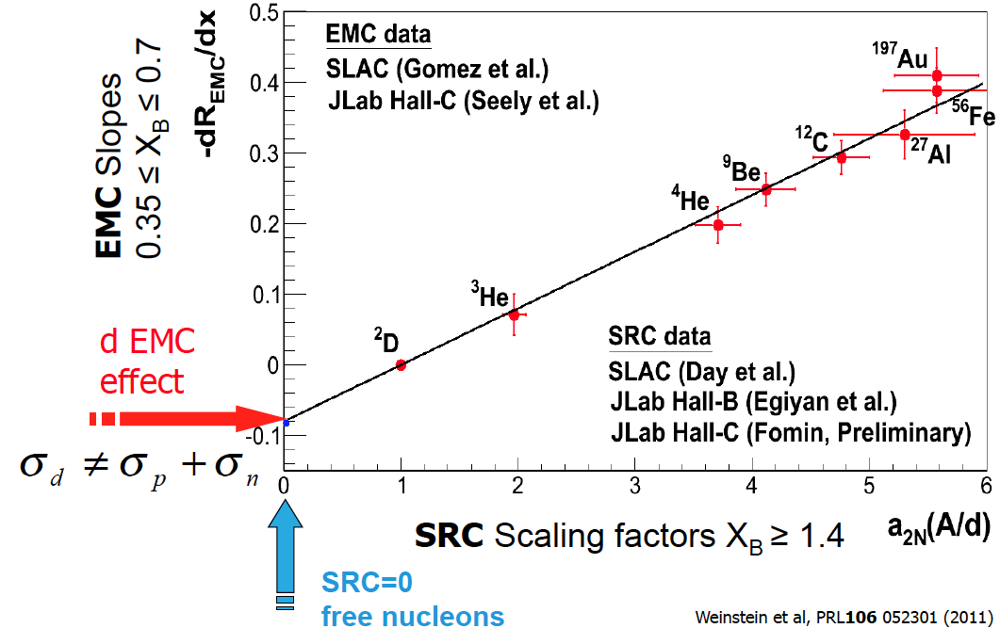 EMC Slopes
0.35 ≤ X_B ≤ 0.7
-dR_EMC/dx
0.5
0.4
0.3
0.2
0.1
0
-0.1
EMC data
SLAC (Gomez et al.)
JLab Hall-C (Seely et al.)
¹⁹⁷Au
⁵⁶Fe
²⁷Al
¹²C
⁹Be
⁴He
³He
²D
d EMC
effect
σ_d ≠ σ_p + σ_n
SRC data
SLAC (Day et al.)
JLab Hall-B (Egiyan et al.)
JLab Hall-C (Fomin, Preliminary)
0 1 2 3 4 5 6
SRC Scaling factors X_B ≥ 1.4
a_2N(A/d)
SRC=0
free nucleons
Weinstein et al, PRL106 052301 (2011)